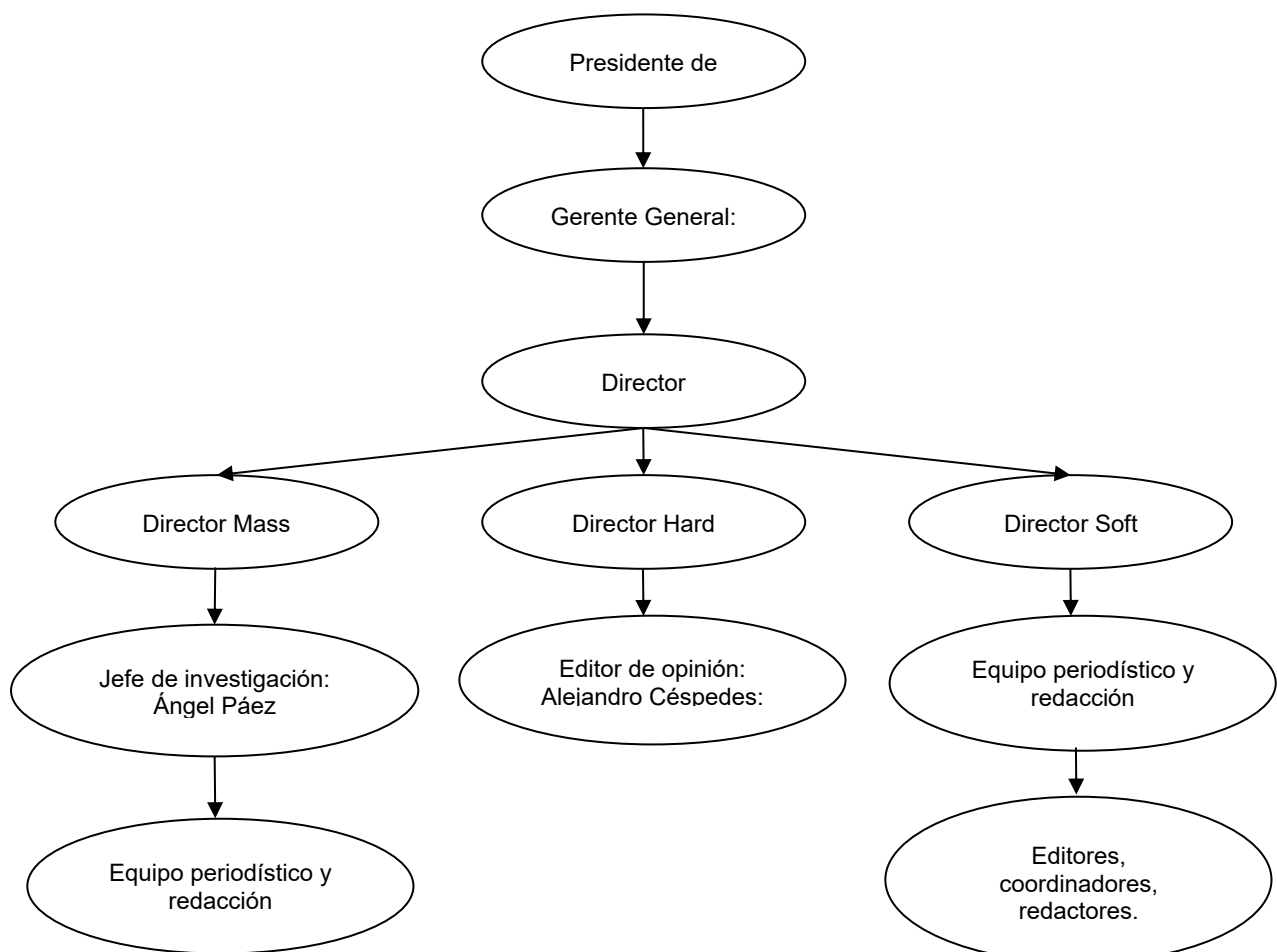 Presidente de
Gerente General:
Director
Director Mass
Director Hard
Director Soft
Jefe de investigación:
Ángel Páez
Editor de opinión:
Alejandro Céspedes:
Equipo periodístico y
redacción
Equipo periodístico y
redacción
Editores,
coordinadores,
redactores.